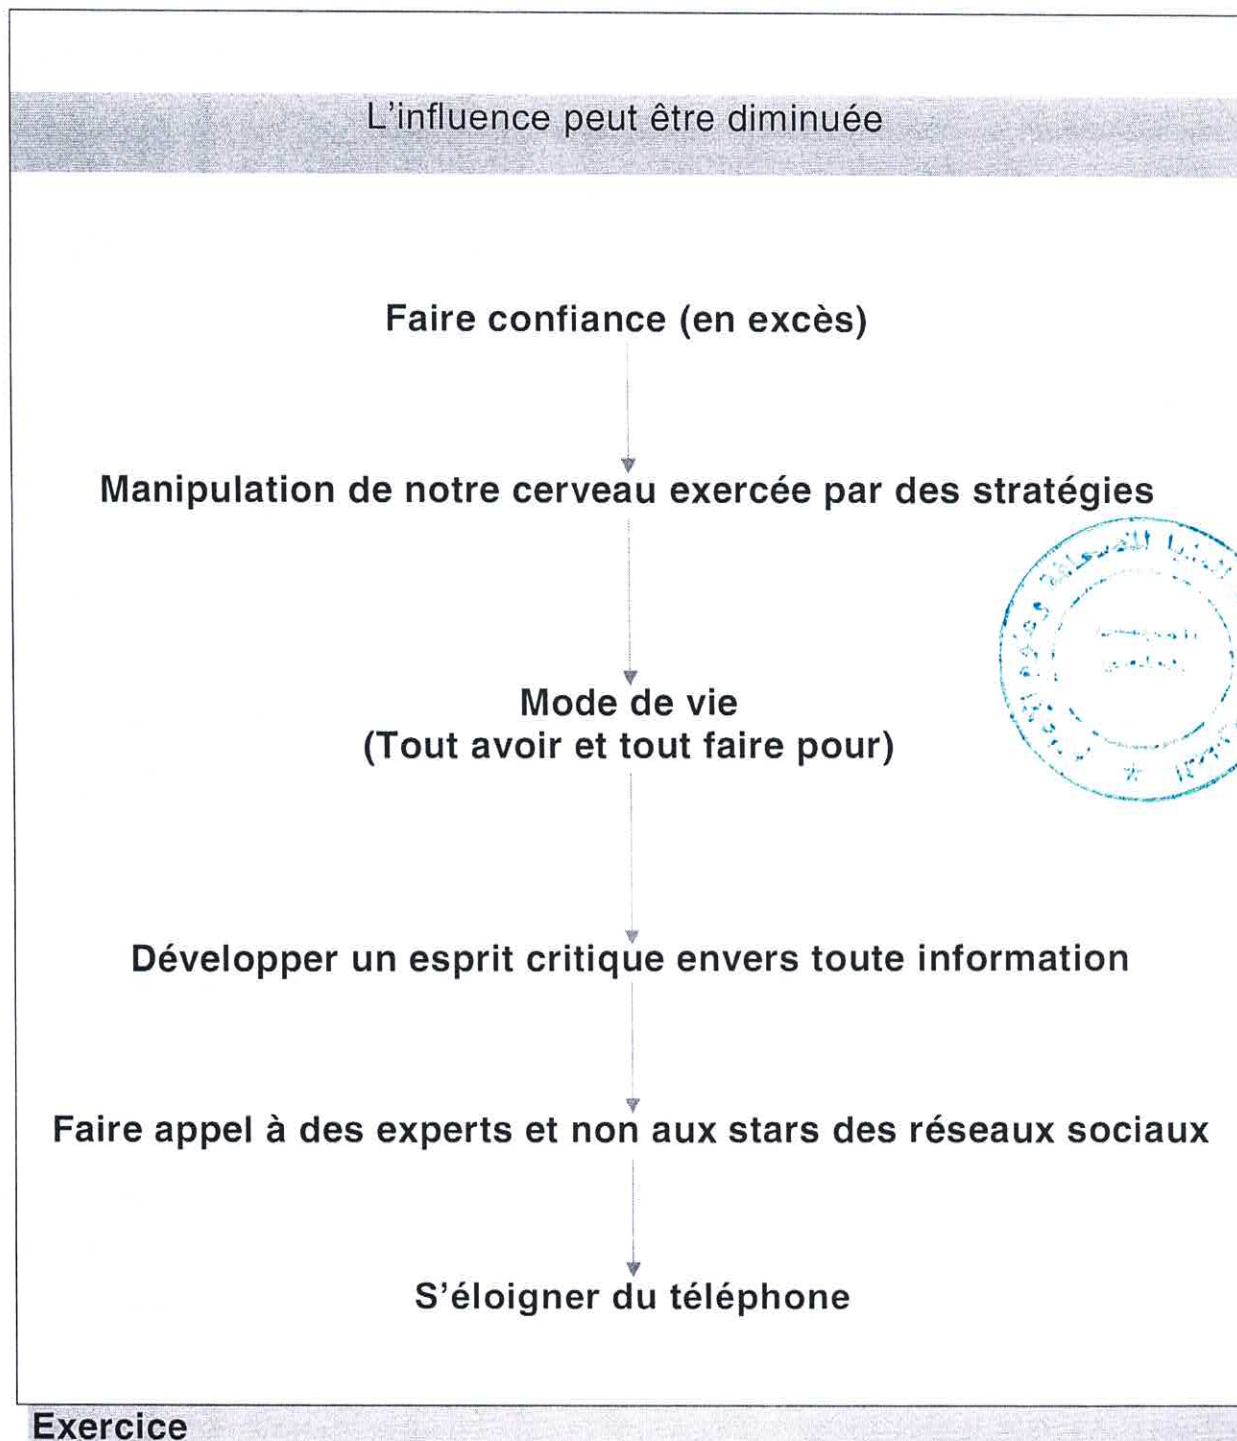 L'influence peut être diminuée
Faire confiance (en excès)
Manipulation de notre cerveau exercée par des stratégies
Mode de vie
(Tout avoir et tout faire pour)
Développer un esprit critique envers toute information
Faire appel à des experts et non aux stars des réseaux sociaux
S'éloigner du téléphone
Exercice